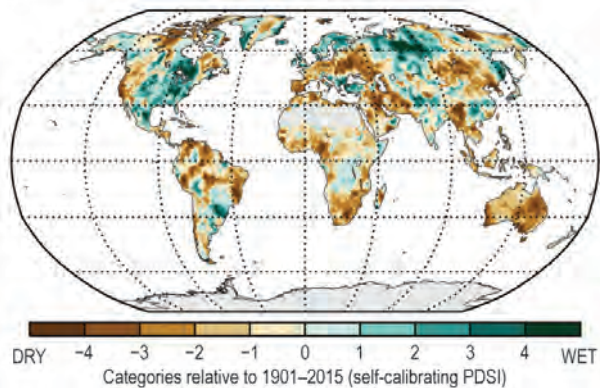 DRY −4 −3 −2 −1 0 1 2 3 4 WET
Categories relative to 1901–2015 (self-calibrating PDSI)